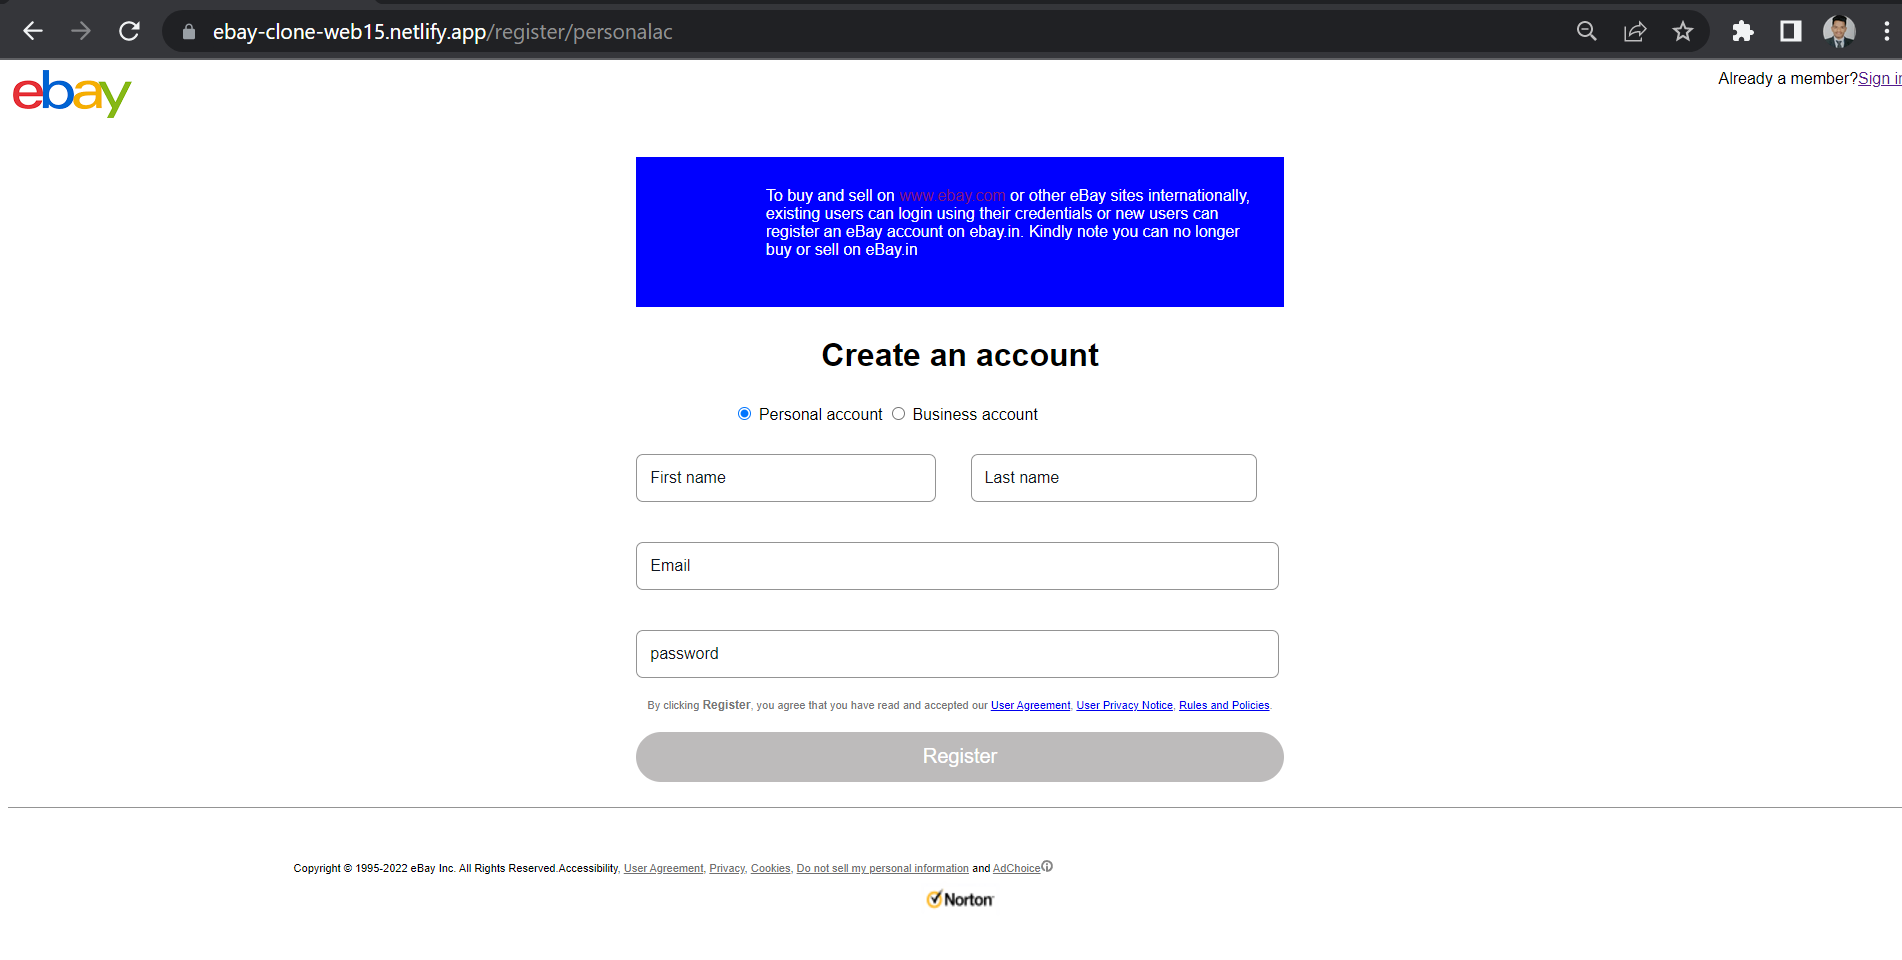 ebay-clone-web15.netlify.app/register/personalac
ebay
Already a member?Sign in
To buy and sell on www.ebay.com or other eBay sites internationally,
existing users can login using their credentials or new users can
register an eBay account on ebay.in. Kindly note you can no longer
buy or sell on eBay.in
Create an account
Personal account Business account
First name Last name
Email
password
By clicking Register, you agree that you have read and accepted our User Agreement, User Privacy Notice, Rules and Policies.
Register
Copyright © 1995-2022 eBay Inc. All Rights Reserved.Accessibility, User Agreement, Privacy, Cookies, Do not sell my personal information and AdChoice
Norton